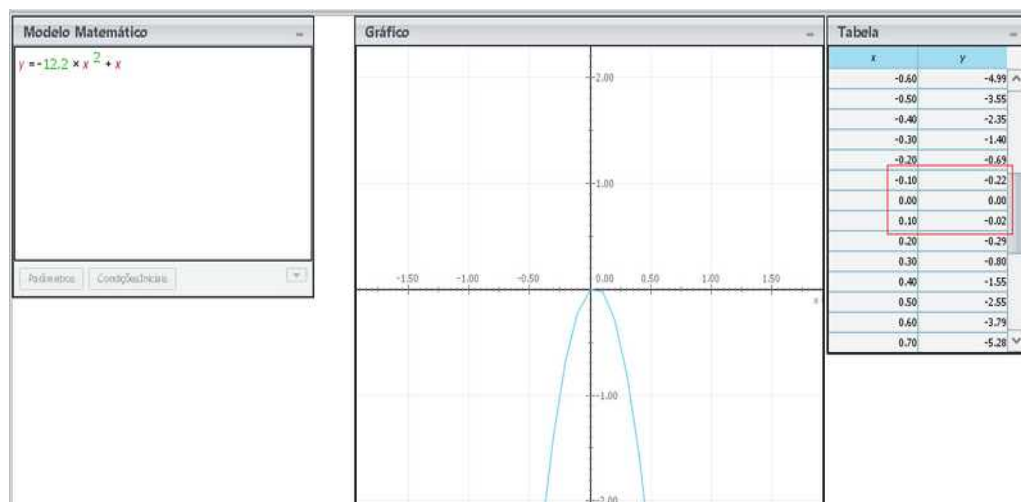 Modelo Matemático
y =-12.2 × x 2 + x
Parâmetros Condições Iniciais
Gráfico
2.00
1.00
-1.50 -1.00 -0.50 0.00 0.50 1.00 1.50
x
-1.00
-2.00
Tabela
x y
-0.60 -4.99
-0.50 -3.55
-0.40 -2.35
-0.30 -1.40
-0.20 -0.69
-0.10 -0.22
0.00 0.00
0.10 -0.02
0.20 -0.29
0.30 -0.80
0.40 -1.55
0.50 -2.55
0.60 -3.79
0.70 -5.28